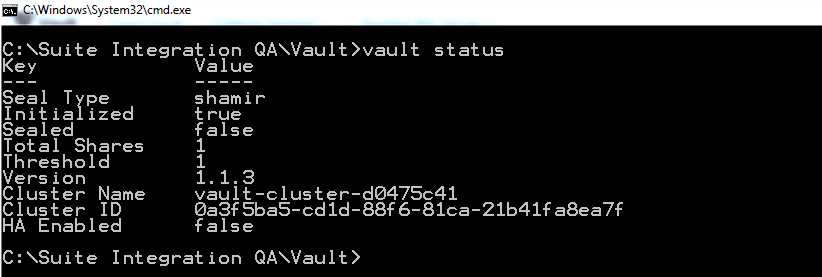 C:\Windows\System32\cmd.exe
C:\Suite Integration QA\Vault>vault status
Key Value
--- -----
Seal Type shamir
Initialized true
Sealed false
Total Shares 1
Threshold 1
Version 1.1.3
Cluster Name vault-cluster-d0475c41
Cluster ID 0a3f5ba5-cd1d-88f6-81ca-21b41fa8ea7f
HA Enabled false
C:\Suite Integration QA\Vault>